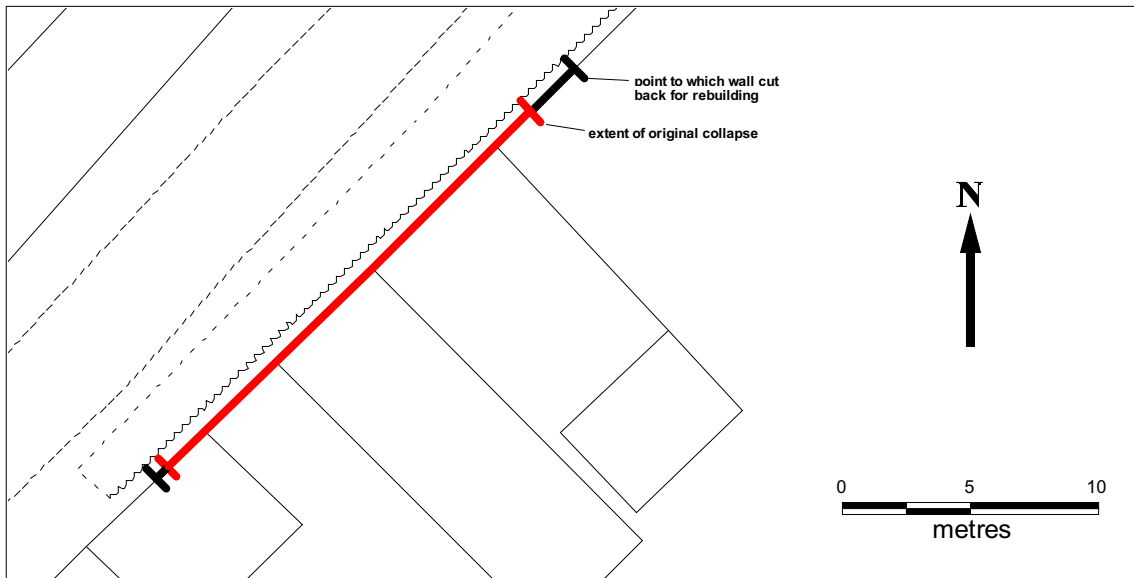 point to which wall cut
back for rebuilding
extent of original collapse
N
0 5 10
metres